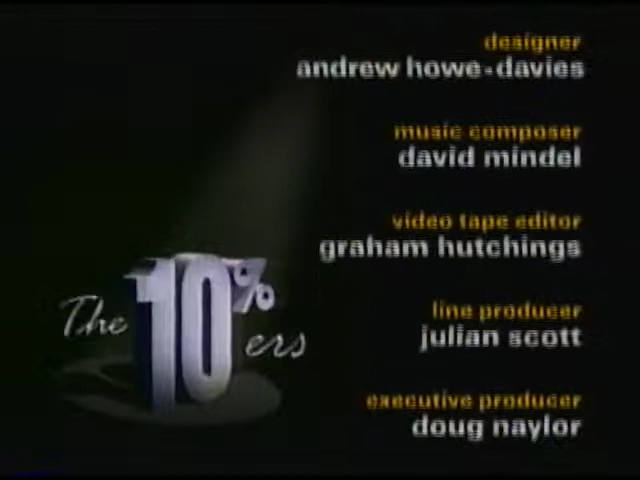 designer
andrew howe-davies
music composer
david mindel
video tape editor
graham hutchings
line producer
julian scott
executive producer
doug naylor
The 10%ers